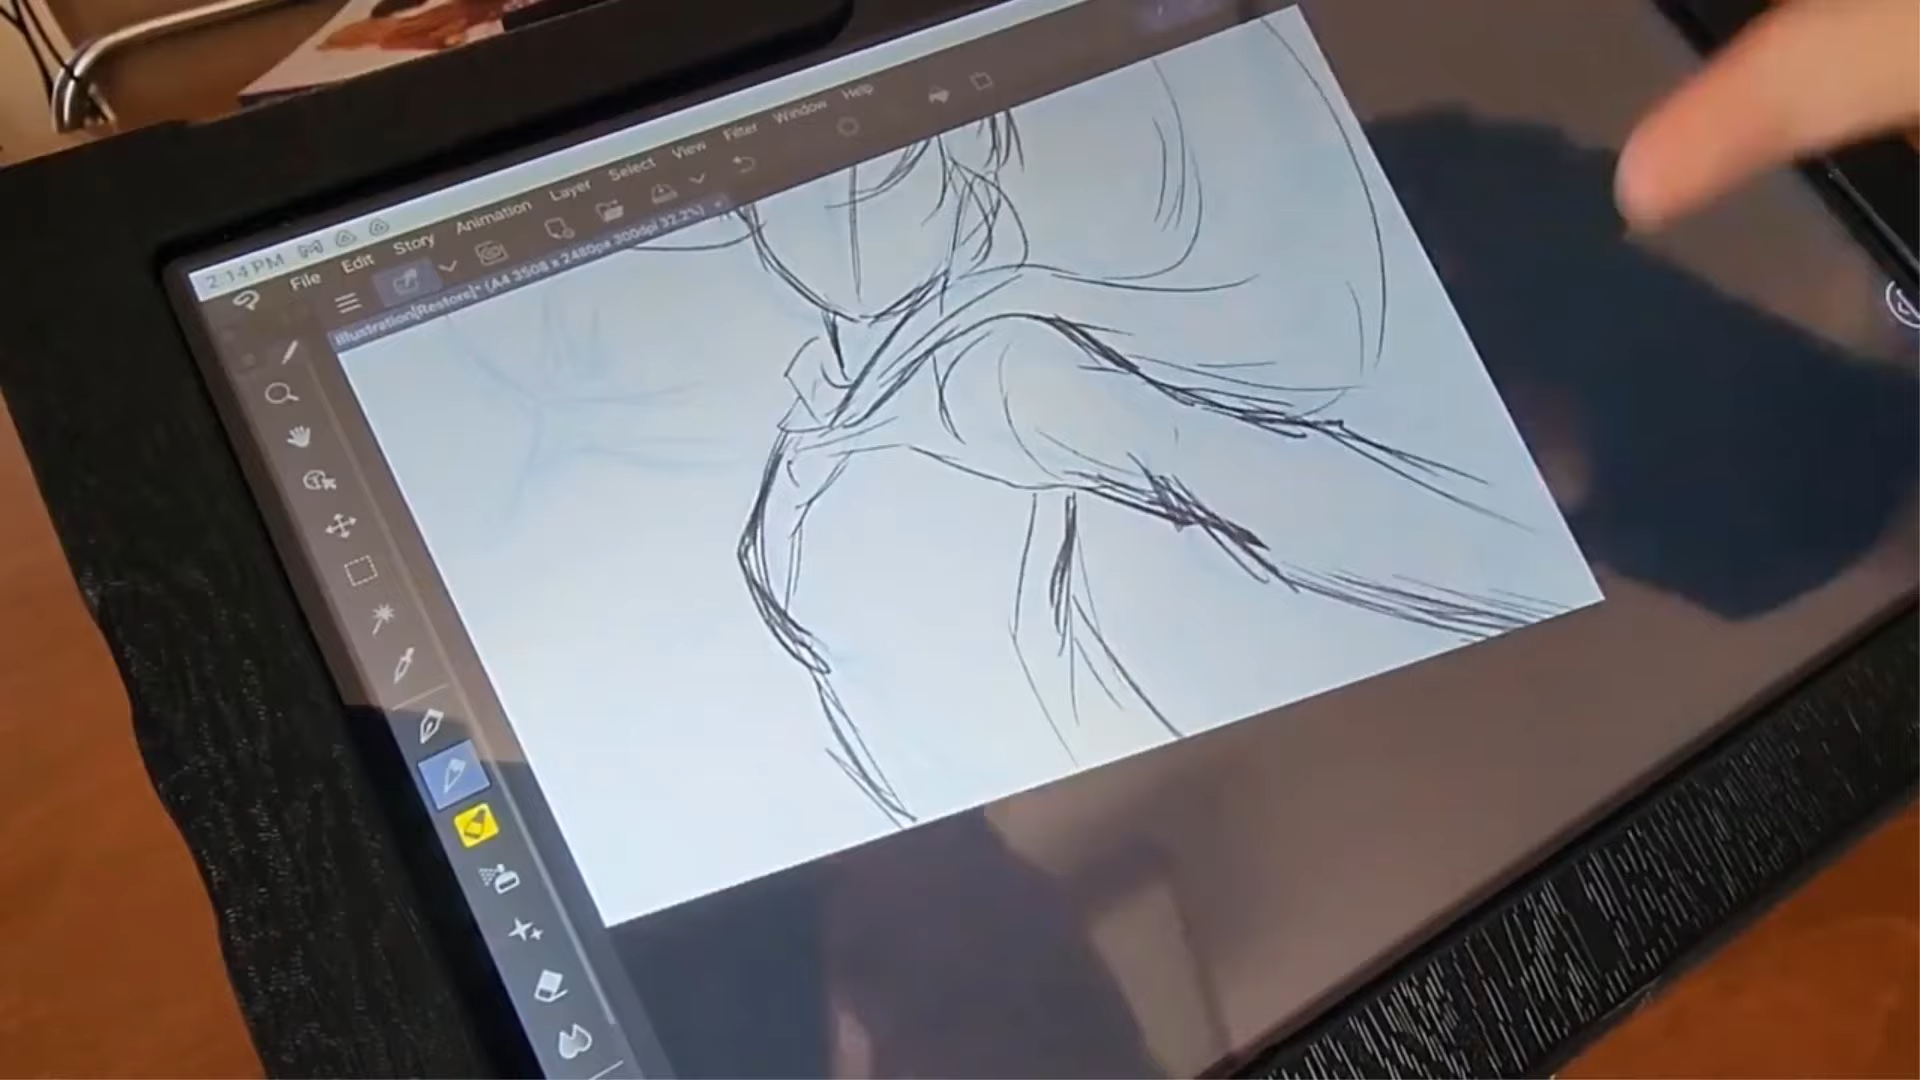 2:14 PM
File Edit Story Animation Layer Select View Filter Window Help
Illustration[Restore]* (A4 3508 x 2480px 300dpi 32.2%)